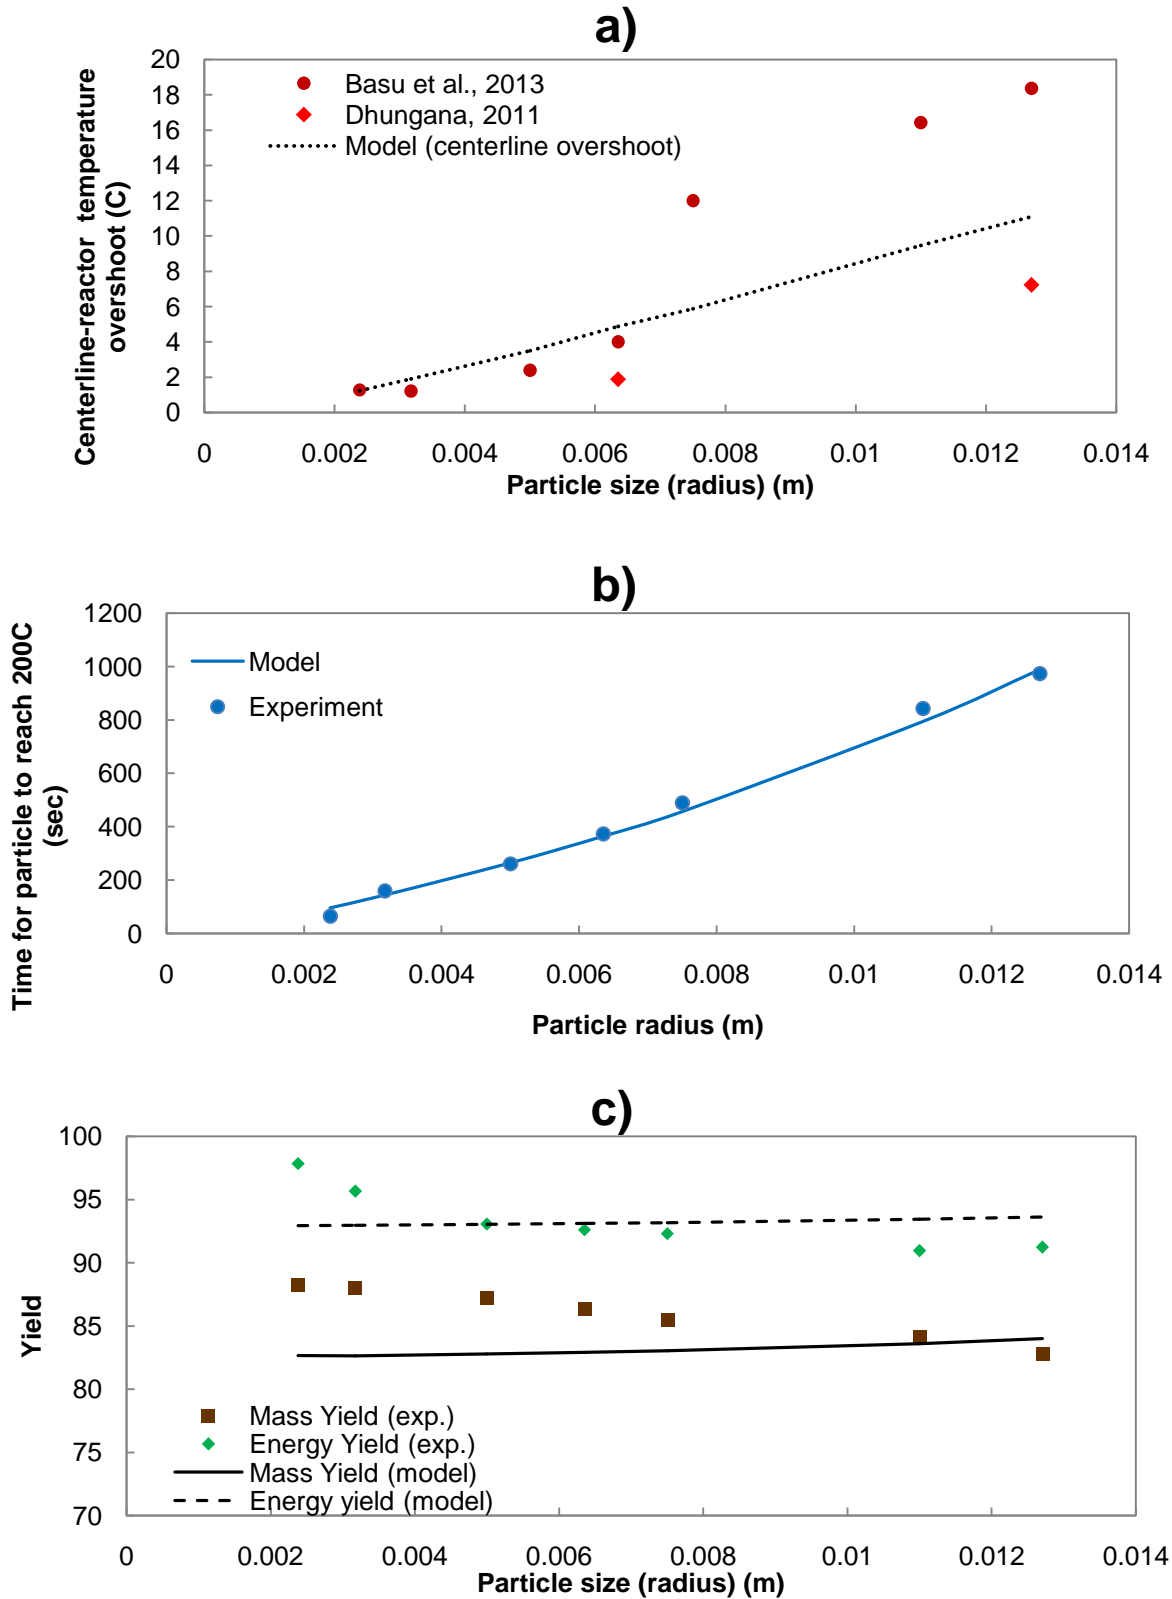 a)
Centerline-reactor temperature
overshoot (C)
20
18
16
14
12
10
8
6
4
2
0
Basu et al., 2013
Dhungana, 2011
Model (centerline overshoot)
0 0.002 0.004 0.006 0.008 0.01 0.012 0.014
Particle size (radius) (m)
b)
Time for particle to reach 200C
(sec)
1200
1000
800
600
400
200
0
Model
Experiment
0 0.002 0.004 0.006 0.008 0.01 0.012 0.014
Particle radius (m)
c)
Yield
100
95
90
85
80
75
70
Mass Yield (exp.)
Energy Yield (exp.)
Mass Yield (model)
Energy yield (model)
0 0.002 0.004 0.006 0.008 0.01 0.012 0.014
Particle size (radius) (m)